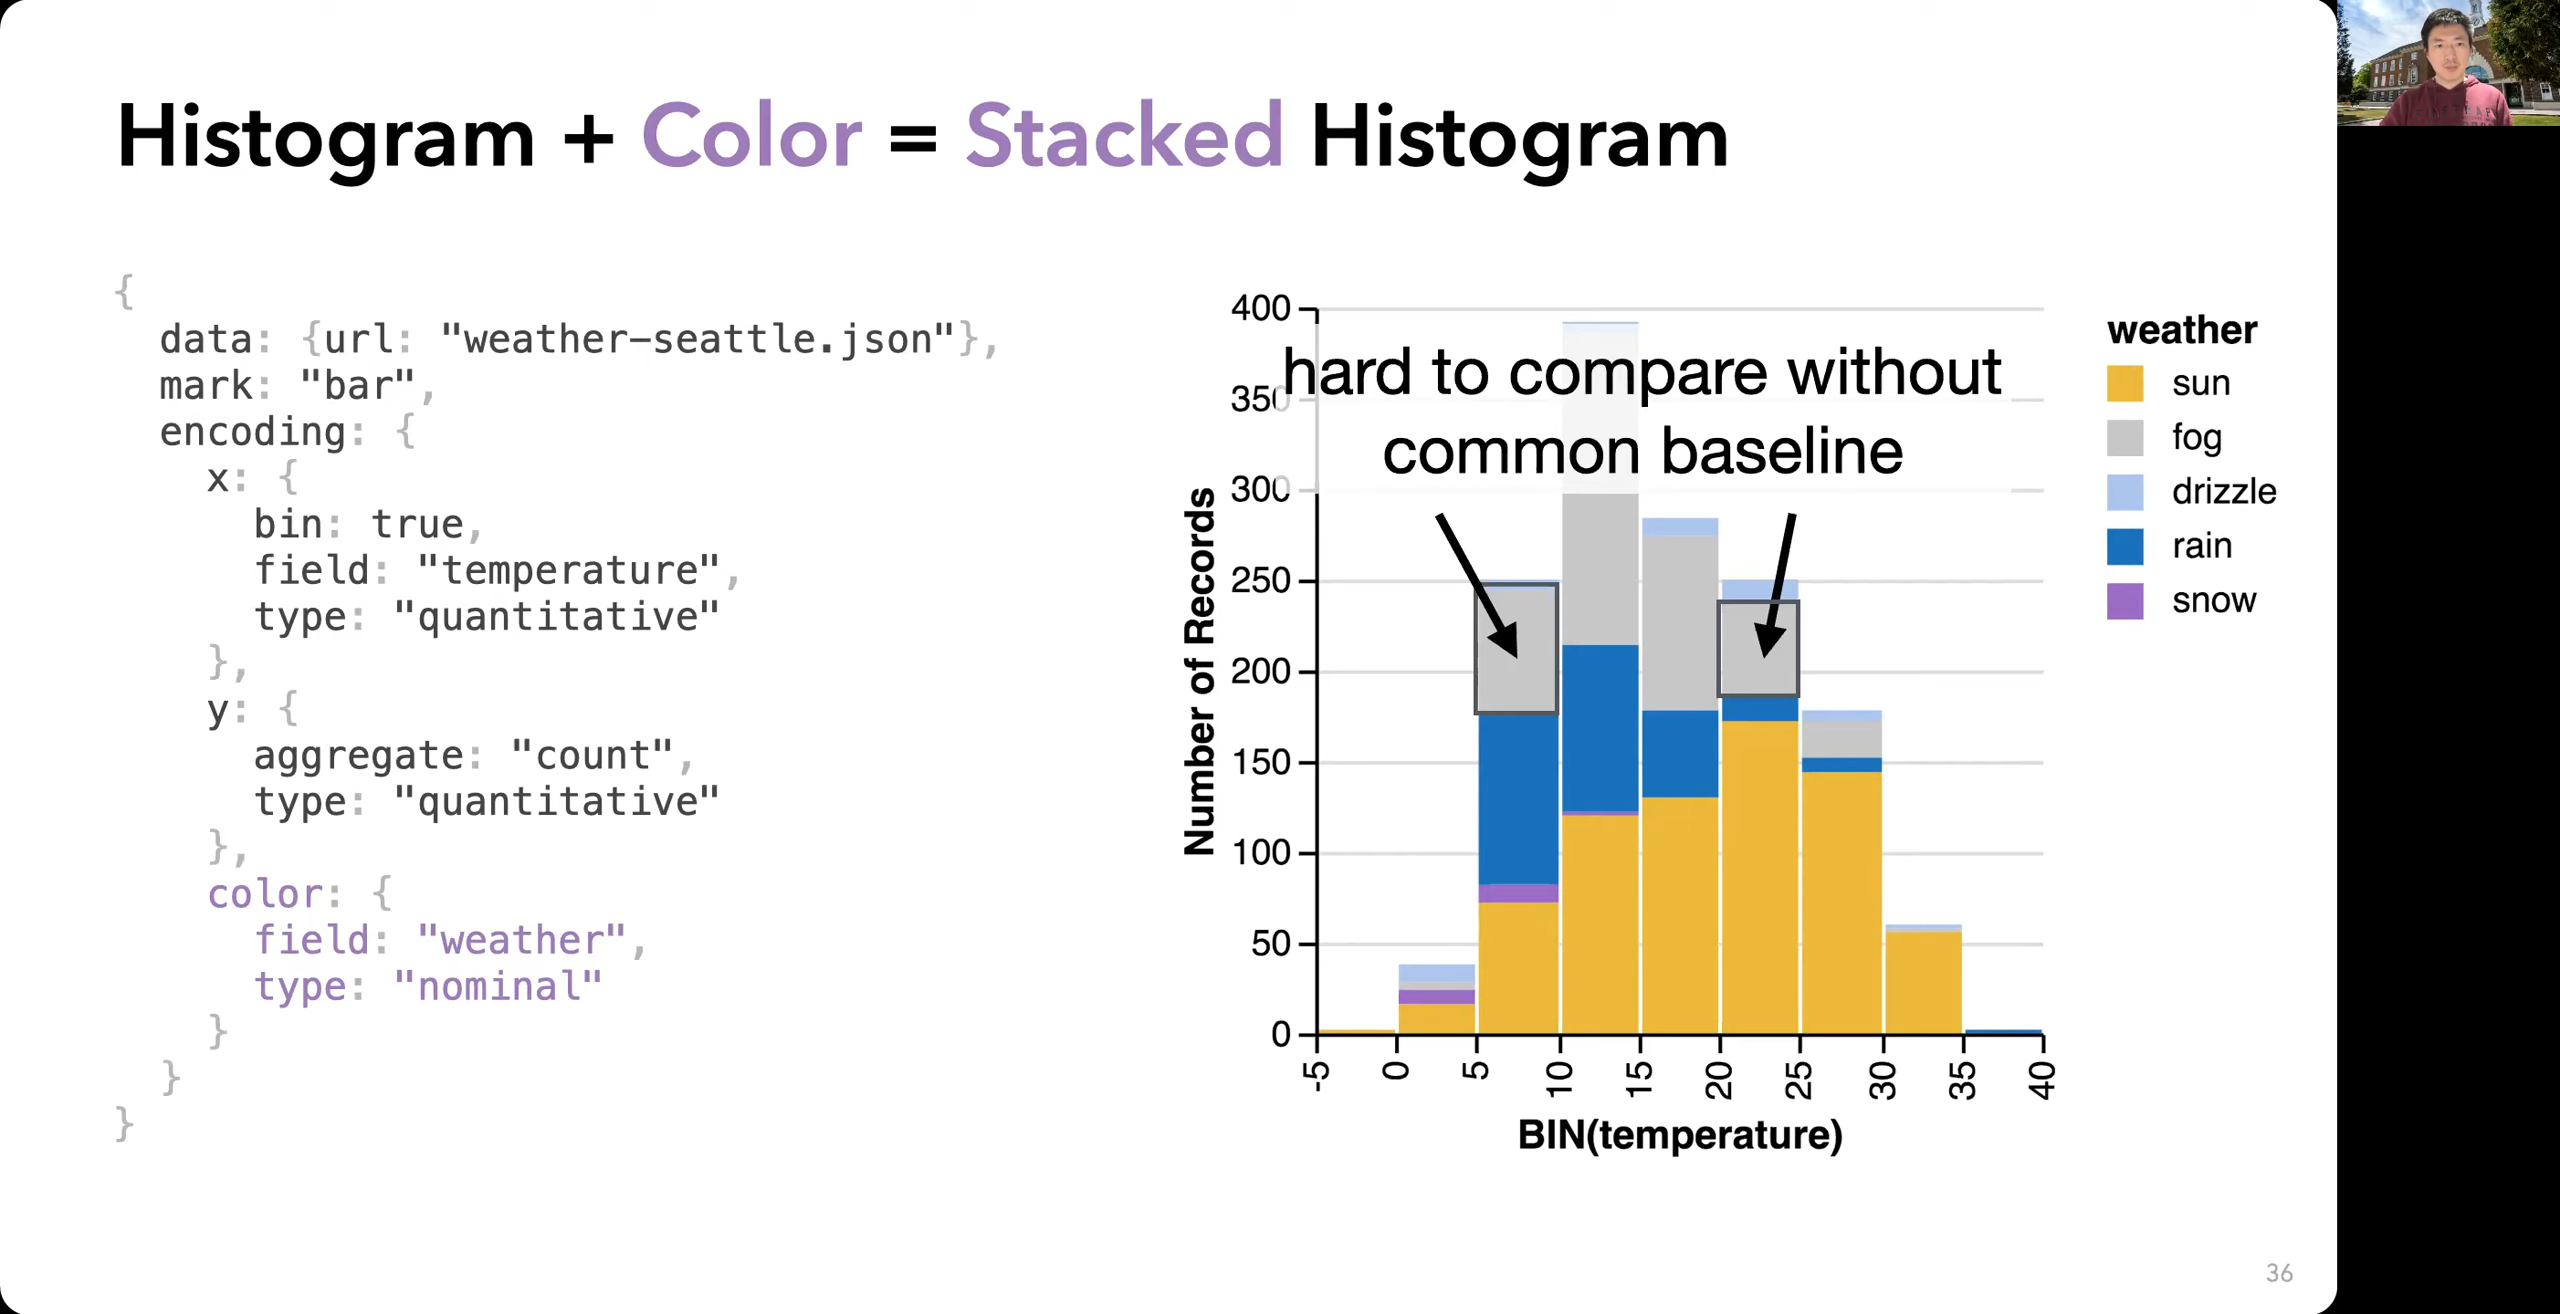 Histogram + Color = Stacked Histogram
{
data: {url: "weather-seattle.json"},
mark: "bar",
encoding: {
x: {
bin: true,
field: "temperature",
type: "quantitative"
},
y: {
aggregate: "count",
type: "quantitative"
},
color: {
field: "weather",
type: "nominal"
}
}
}
hard to compare without
common baseline
Number of Records
400
350
300
250
200
150
100
50
0
-5
0
5
10
15
20
25
30
35
40
BIN(temperature)
weather
sun
fog
drizzle
rain
snow
36